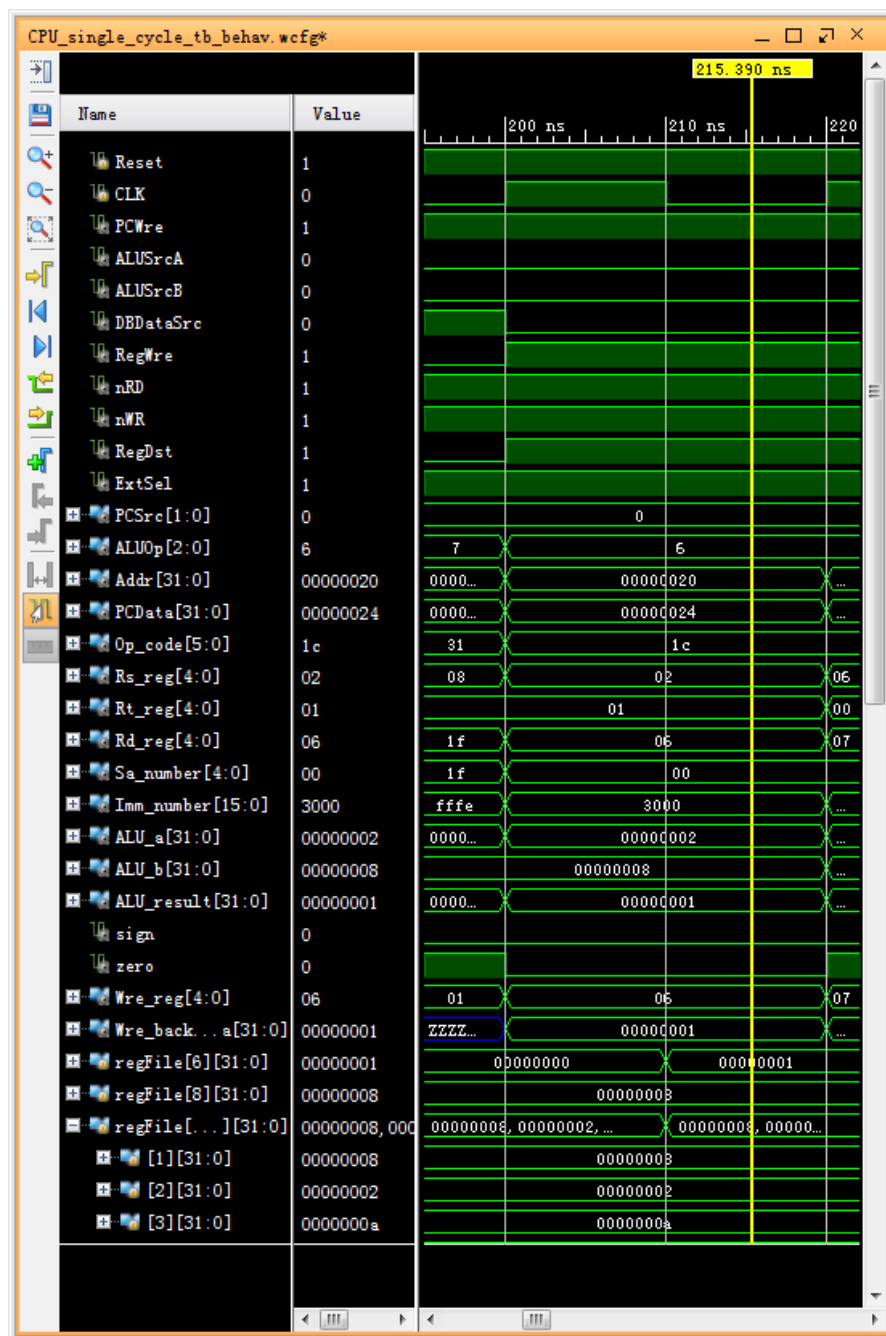 CPU_single_cycle_tb_behav.wcfg*
215.390 ns
Name Value
200 ns 210 ns 220
Reset 1
CLK 0
PCWre 1
ALUSrcA 0
ALUSrcB 0
DBDataSrc 0
RegWre 1
nRD 1
nWR 1
RegDst 1
ExtSel 1
PCSrc[1:0] 0 0
ALUOp[2:0] 6 7 6
Addr[31:0] 00000020 0000... 00000020 ...
PCData[31:0] 00000024 0000... 00000024 ...
Op_code[5:0] 1c 31 1c
Rs_reg[4:0] 02 08 02 06
Rt_reg[4:0] 01 01 00
Rd_reg[4:0] 06 1f 06 07
Sa_number[4:0] 00 1f 00
Imm_number[15:0] 3000 fffe 3000 ...
ALU_a[31:0] 00000002 0000... 00000002 ...
ALU_b[31:0] 00000008 00000008 ...
ALU_result[31:0] 00000001 0000... 00000001 ...
sign 0
zero 0
Wre_reg[4:0] 06 01 06 07
Wre_back...a[31:0] 00000001 ZZZZ... 00000001 ...
regFile[6][31:0] 00000001 00000000 00000001
regFile[8][31:0] 00000008 00000008
regFile[...][31:0] 00000008,000 00000008, 00000002, ... 00000008, 00000...
[1][31:0] 00000008 00000008
[2][31:0] 00000002 00000002
[3][31:0] 0000000a 0000000a